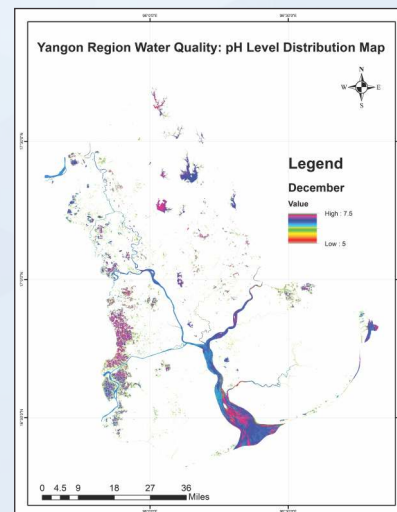 Yangon Region Water Quality: pH Level Distribution Map
N
W E
S
Legend
December
Value
High : 7.5
Low : 5
0 4.5 9 18 27 36
Miles